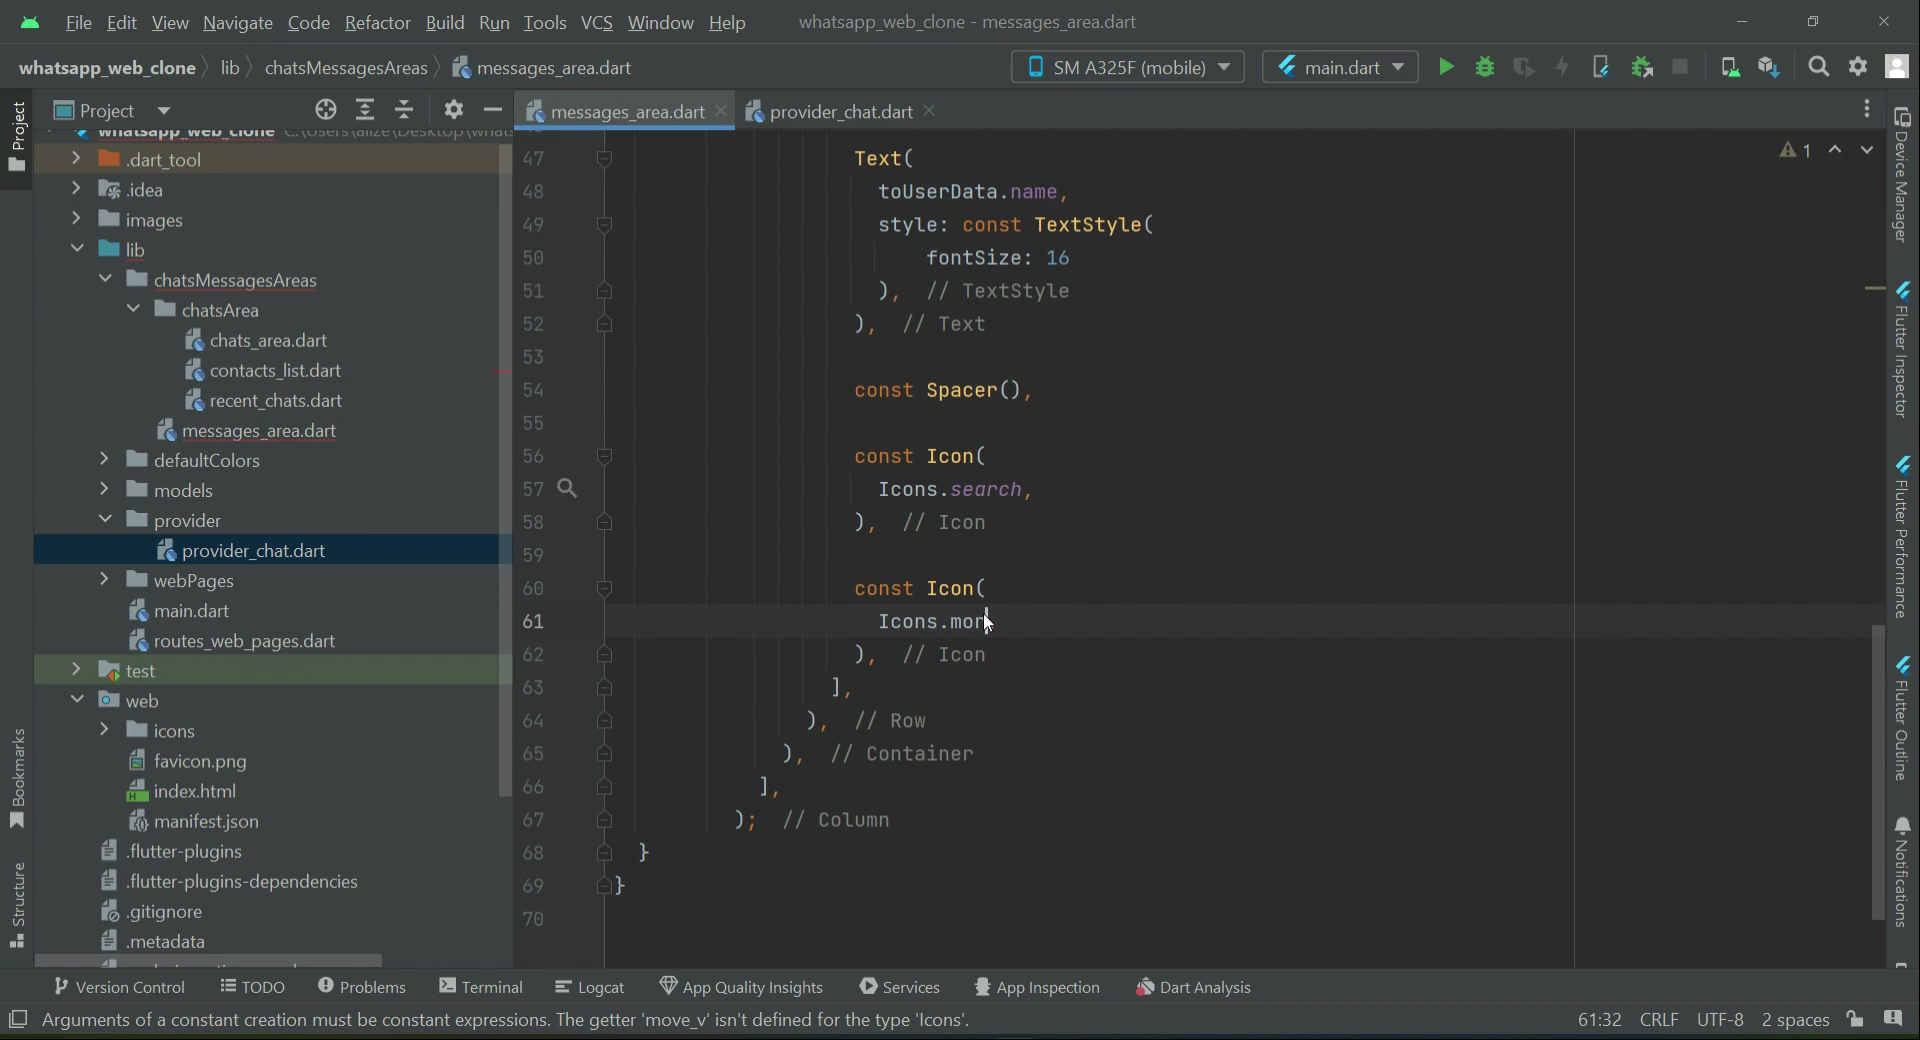 File Edit View Navigate Code Refactor Build Run Tools VCS Window Help whatsapp_web_clone - messages_area.dart
whatsapp_web_clone lib chatsMessagesAreas messages_area.dart SM A325F (mobile) main.dart
Project messages_area.dart provider_chat.dart
Project
Bookmarks
Structure
whatsapp_web_clone
.dart_tool
.idea
images
lib
chatsMessagesAreas
chatsArea
chats_area.dart
contacts_list.dart
recent_chats.dart
messages_area.dart
defaultColors
models
provider
provider_chat.dart
webPages
main.dart
routes_web_pages.dart
test
web
icons
favicon.png
index.html
manifest.json
.flutter-plugins
.flutter-plugins-dependencies
.gitignore
.metadata
47 Text(
48 toUserData.name,
49 style: const TextStyle(
50 fontSize: 16
51 ), // TextStyle
52 ), // Text
53
54 const Spacer(),
55
56 const Icon(
57 Icons.search,
58 ), // Icon
59
60 const Icon(
61 Icons.mor
62 ), // Icon
63 ],
64 ), // Row
65 ), // Container
66 ],
67 ); // Column
68 }
69 }
70
1
Device Manager
Flutter Inspector
Flutter Performance
Flutter Outline
Notifications
Version Control TODO Problems Terminal Logcat App Quality Insights Services App Inspection Dart Analysis
Arguments of a constant creation must be constant expressions. The getter 'move_v' isn't defined for the type 'Icons'. 61:32 CRLF UTF-8 2 spaces